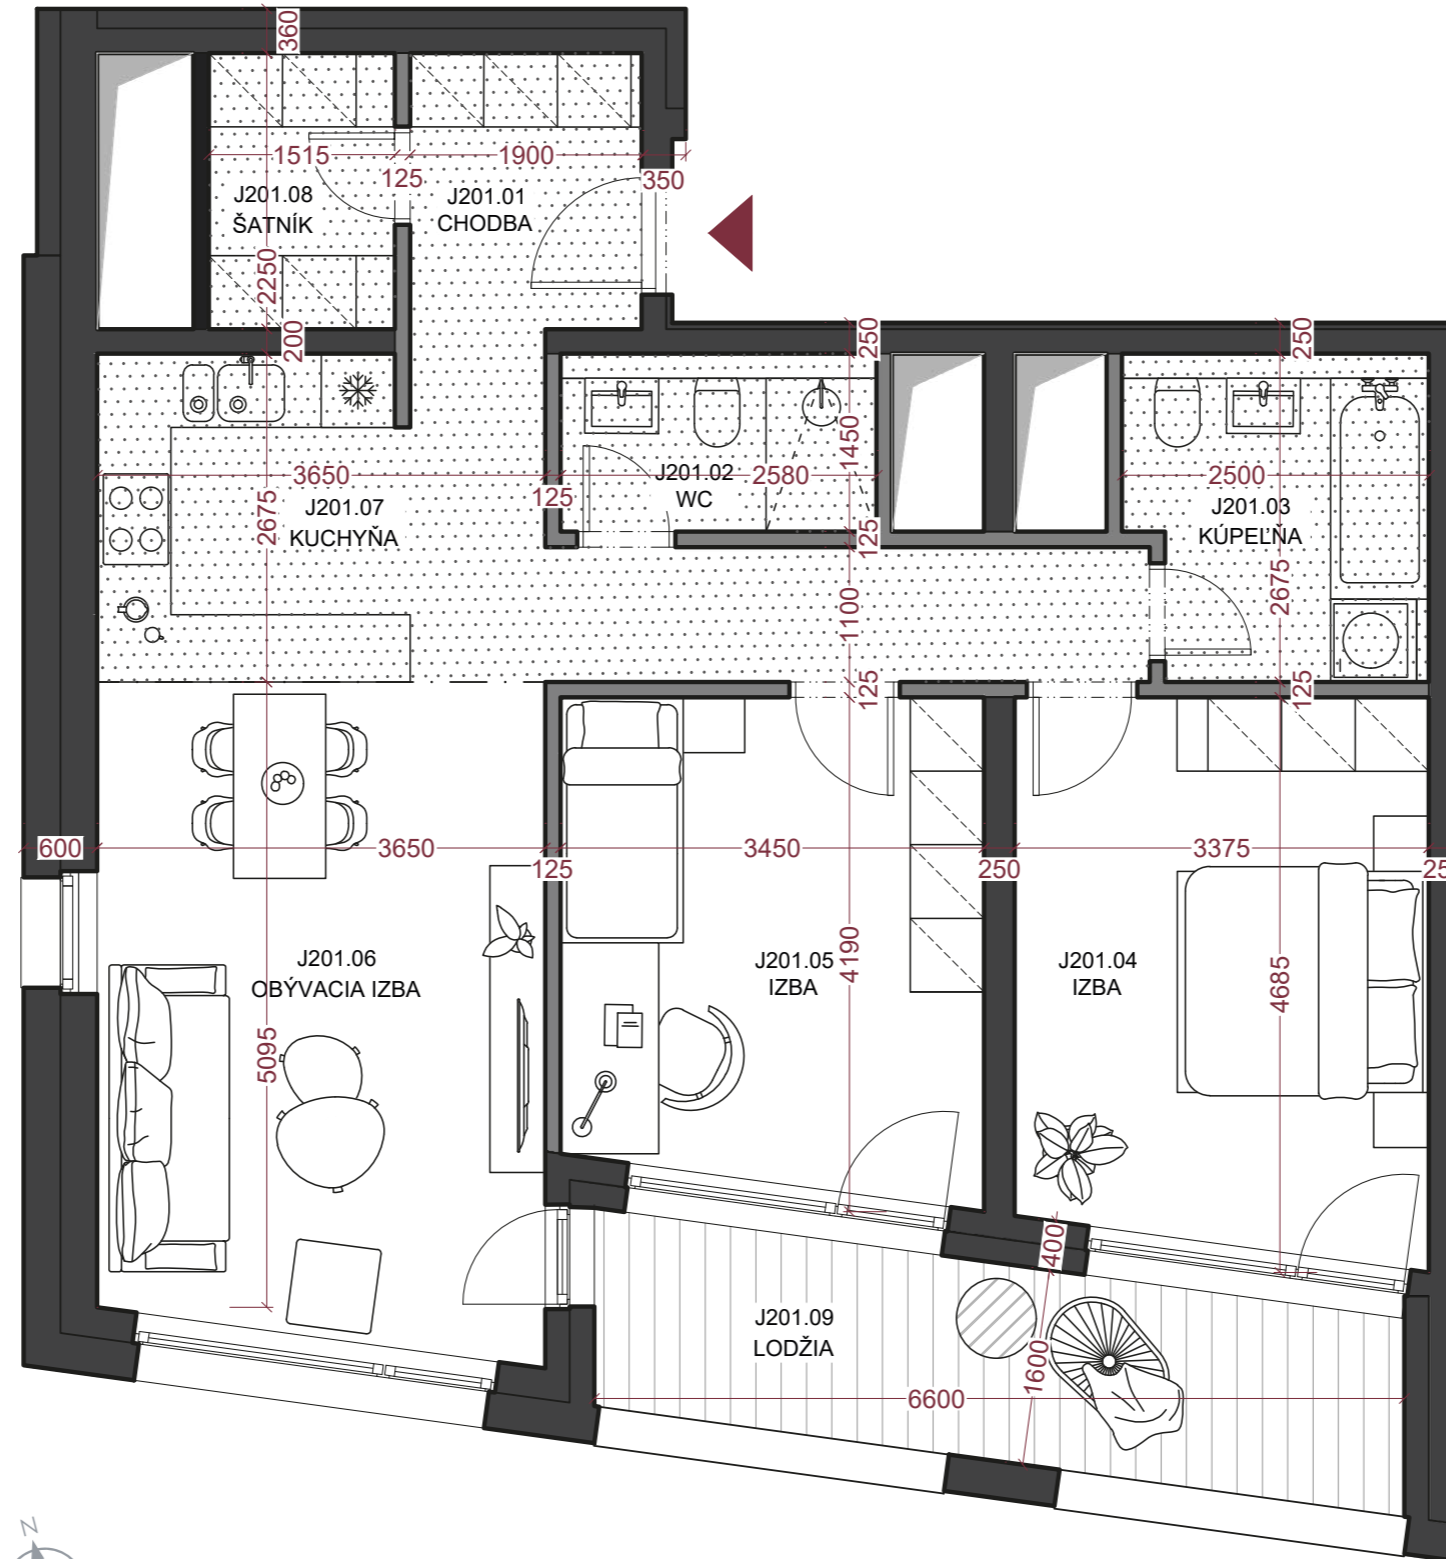 360
1515
1900
125
350
J201.08
ŠATNÍK
J201.01
CHODBA
2250
200
250
250
3650
125
J201.02
WC
2580
1450
2500
J201.07
KUCHYŇA
2675
J201.03
KÚPEĽŇA
125
2675
1100
125
125
600
3650
125
3450
250
3375
25
J201.06
OBÝVACIA IZBA
J201.05
IZBA
4190
J201.04
IZBA
4685
5095
400
J201.09
LODŽIA
1600
6600
N